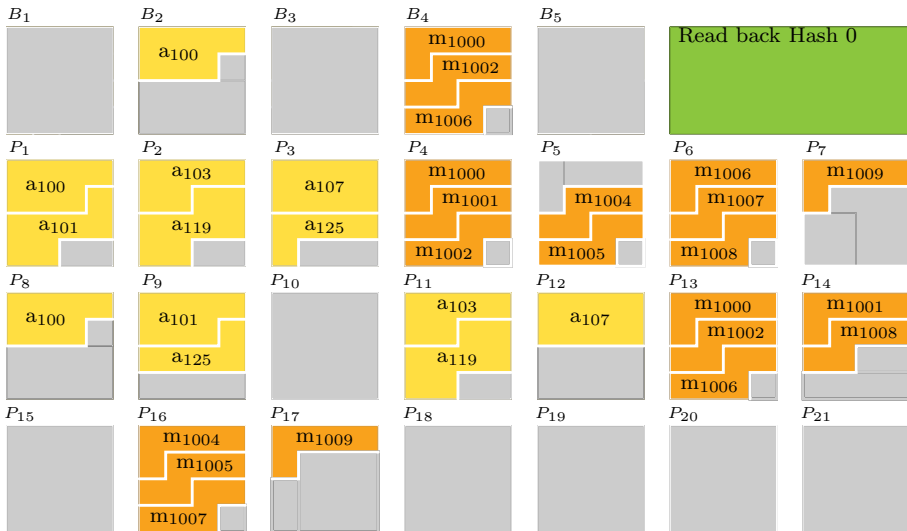 B1 B2 B3 B4 B5
a100 m1000 Read back Hash 0
m1002
m1006
P1 P2 P3 P4 P5 P6 P7
a100 a103 a107 m1000 m1006 m1009
m1001 m1004 m1007
a101 a119 a125 m1002 m1005 m1008
P8 P9 P10 P11 P12 P13 P14
a100 a101 a103 a107 m1000 m1001
m1002 m1008
a125 a119 m1006
P15 P16 P17 P18 P19 P20 P21
m1004 m1009
m1005
m1007